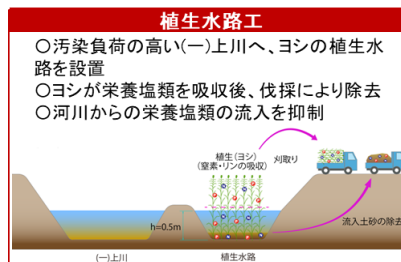 植生水路工
○汚染負荷の高い(一)上川へ、ヨシの植生水
路を設置
○ヨシが栄養塩類を吸収後、伐採により除去
○河川からの栄養塩類の流入を抑制
植生(ヨシ)
(窒素・リンの吸収)
刈取り
h=0.5m
流入土砂の除去
(一)上川
植生水路